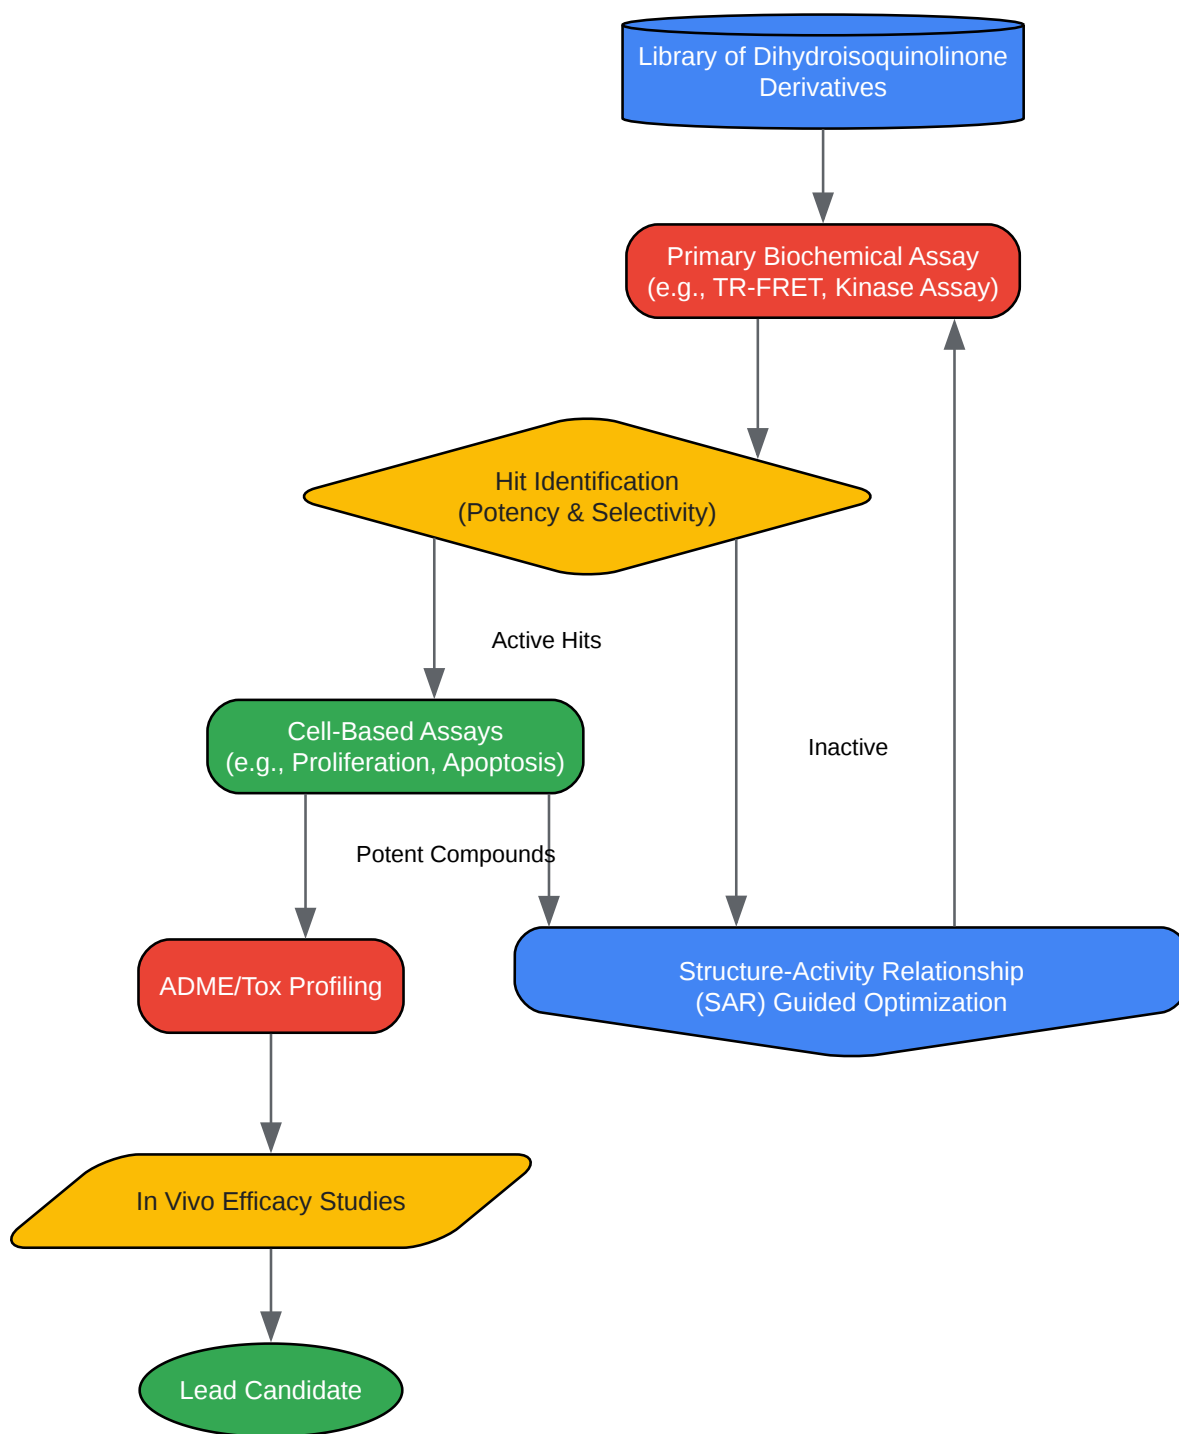 Library of Dihydroisoquinolinone
Derivatives
Primary Biochemical Assay
(e.g., TR-FRET, Kinase Assay)
Hit Identification
(Potency & Selectivity)
Active Hits
Cell-Based Assays
(e.g., Proliferation, Apoptosis)
Inactive
Potent Compounds
ADME/Tox Profiling
Structure-Activity Relationship
(SAR) Guided Optimization
In Vivo Efficacy Studies
Lead Candidate